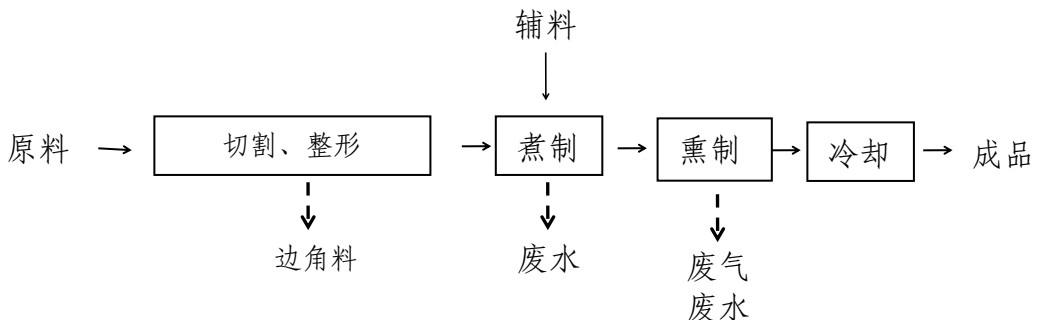 辅料
原料
切割、整形
煮制
熏制
冷却
成品
边角料
废水
废气
废水